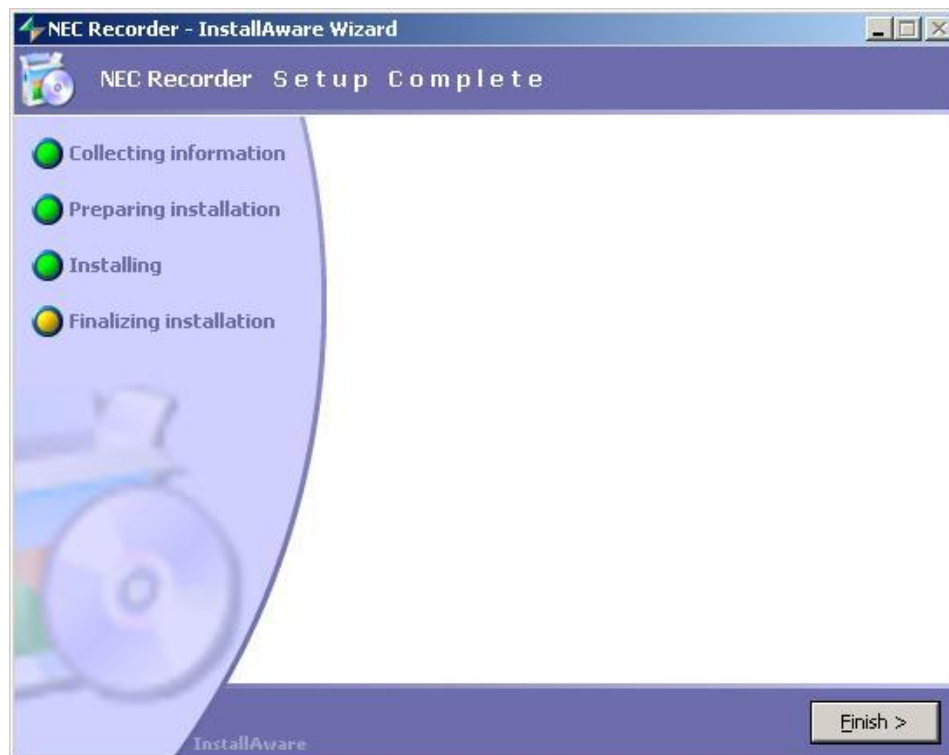 NEC Recorder - InstallAware Wizard
NEC Recorder Setup Complete
Collecting information
Preparing installation
Installing
Finalizing installation
InstallAware
Finish >